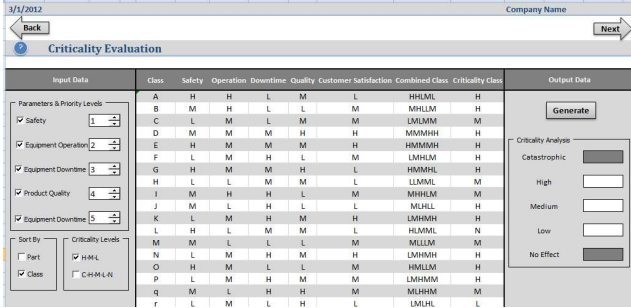 3/1/2012 Company Name
Back Next
? Criticality Evaluation
Input Data Class Safety Operation Downtime Quality Customer Satisfaction Combined Class Criticality Class Output Data
A H H L M L HHLML H
B M H L L M MHLLM H
C L M L M M LMLMM M
D M M M H H MMMHH H
E H M M M H HMMMH H
F L M H L M LMHLM H
G H M M H L HMMHL H
H L L M M L LLMML M
I M H H L M MHHLM M
J M L H L L MLHLL H
K L M H M H LMHMH H
L H L M M L HLMML N
M M L L L M MLLLM M
N L M H M H LMHMH H
O H M L L M HMLLM H
P L M H M M LMHMM H
q M L H H M MLHHM M
r L M L H L LMLHL L
Parameters & Priority Levels
Safety 1
Equipment Operation 2
Equipment Downtime 3
Product Quality 4
Equipment Downtime 5
Sort By
Part
Class
Criticality Levels
H-M-L
C-H-M-L-N
Generate
Criticality Analysis
Catastrophic
High
Medium
Low
No Effect